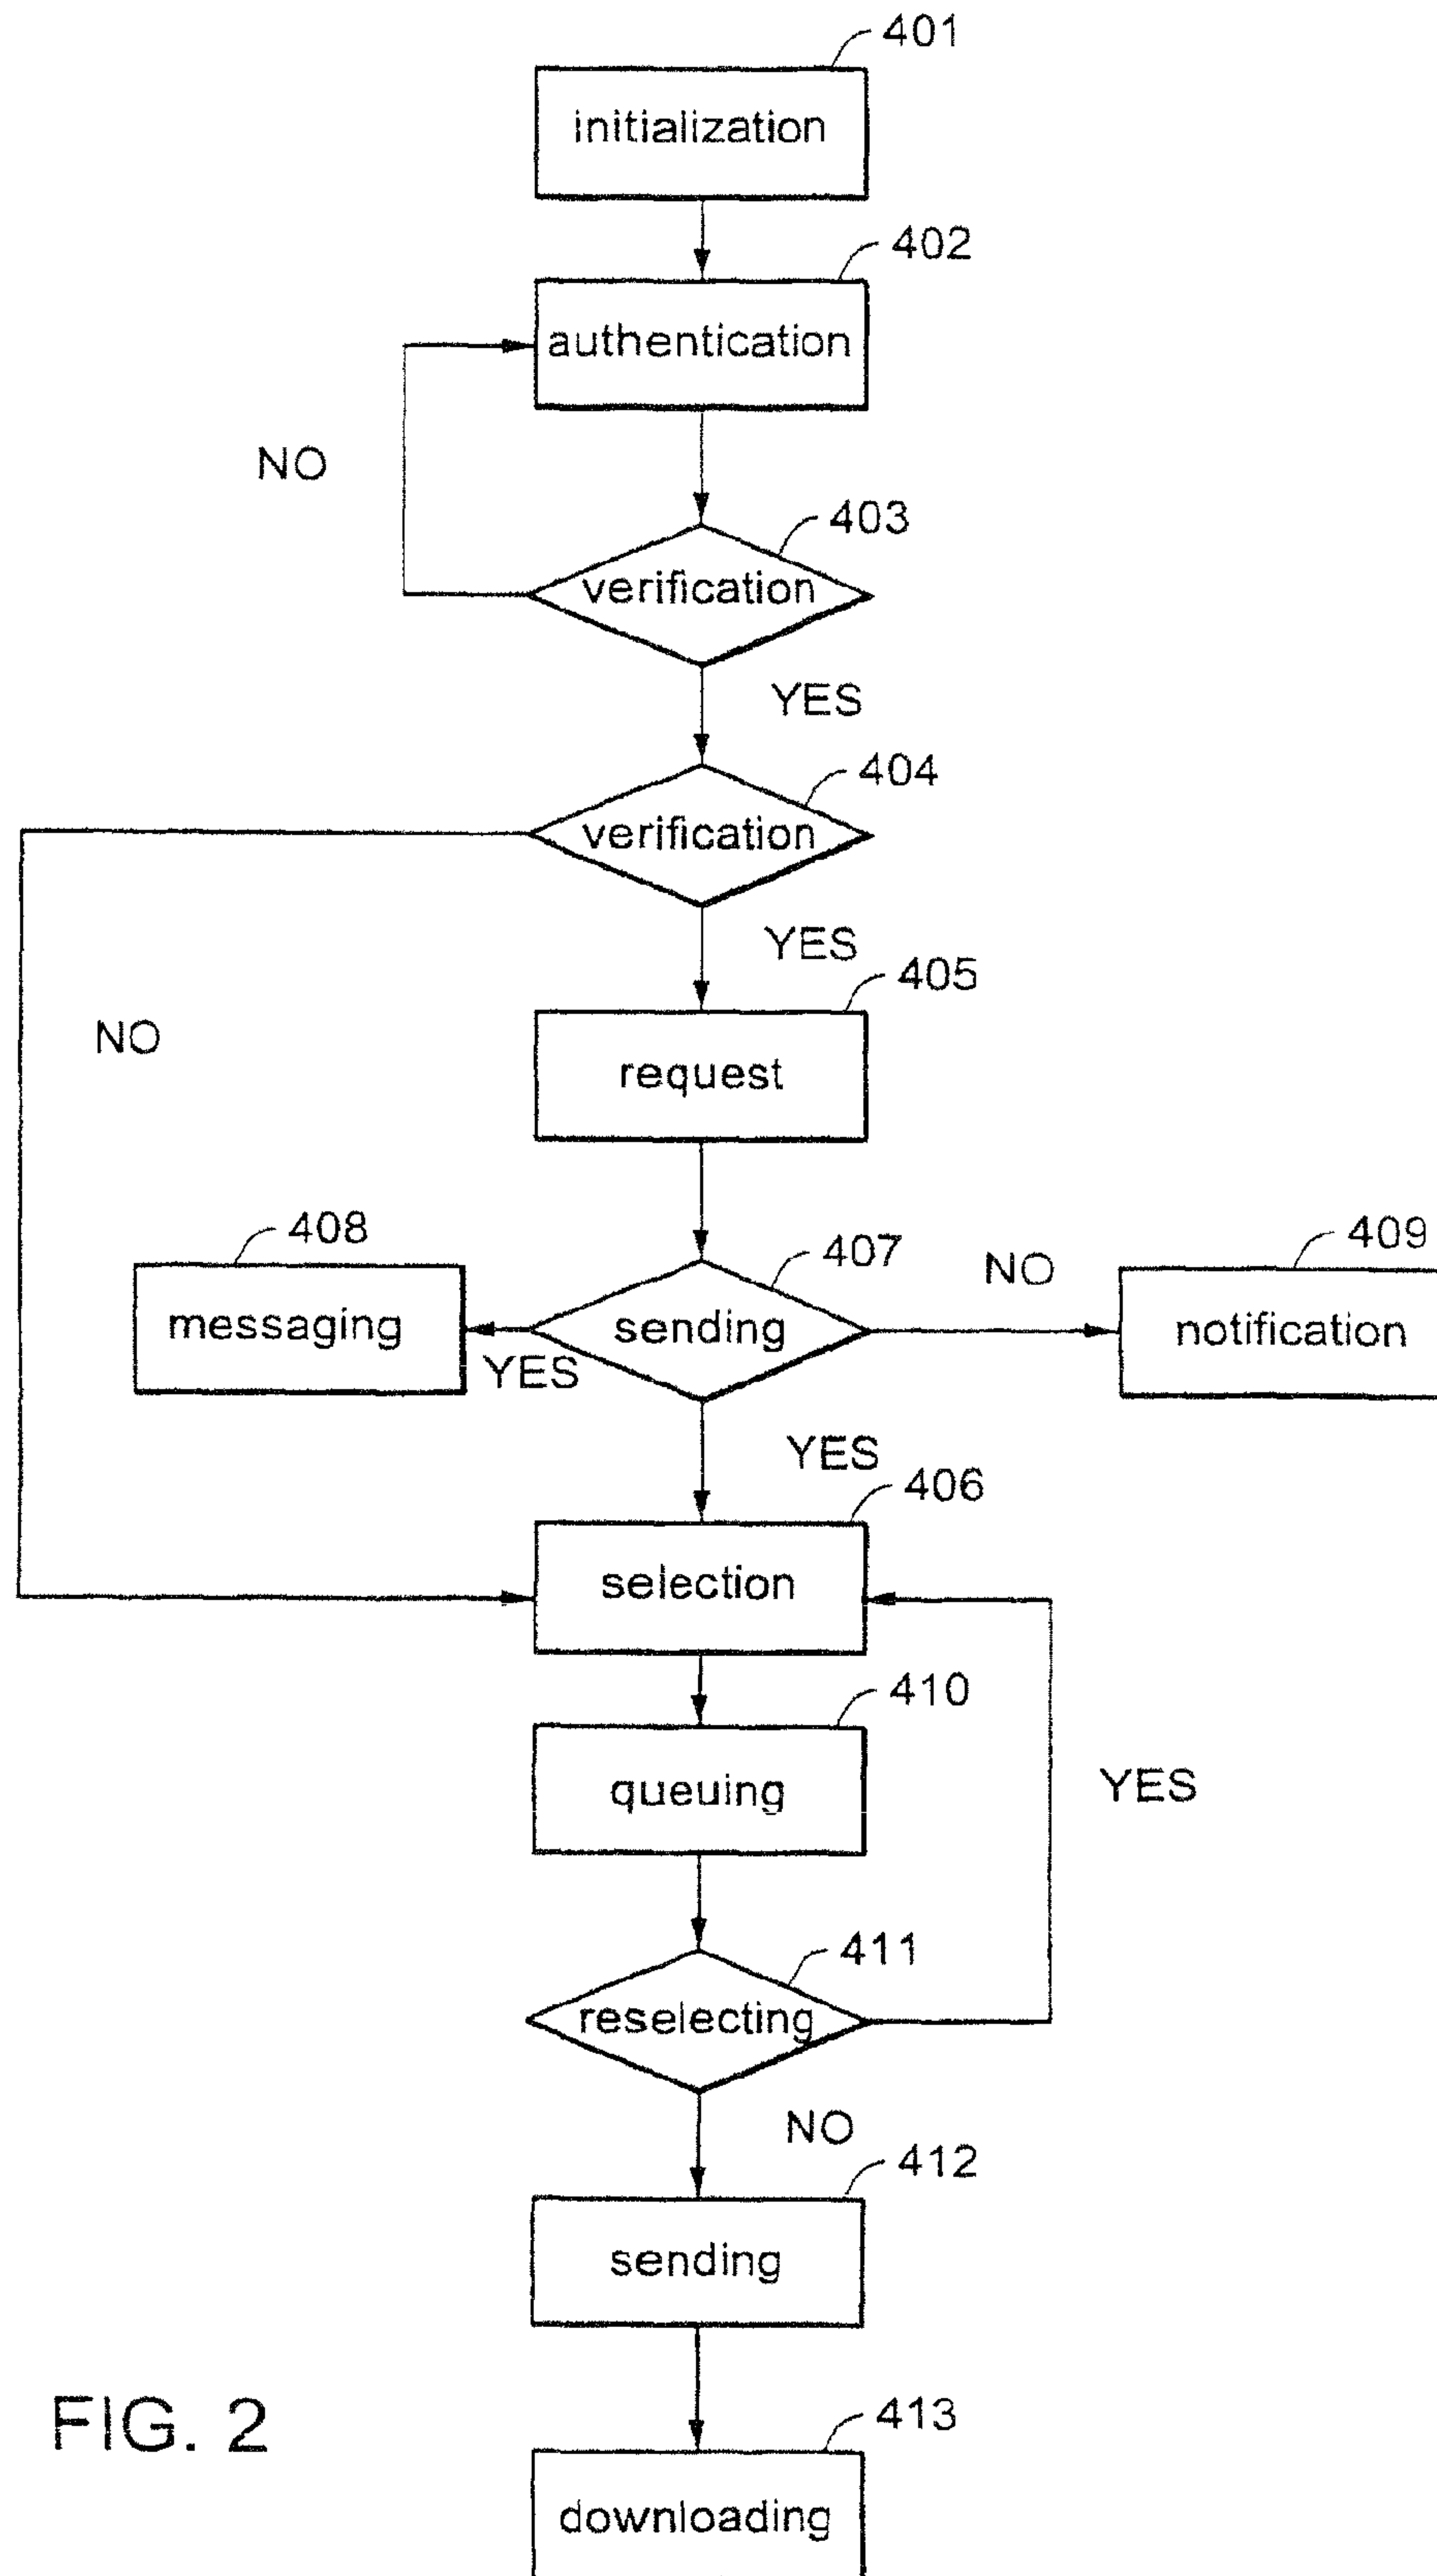 401
initialization
402
authentication
NO
403
verification
YES
404
verification
YES
405
NO
request
408
407
409
NO
messaging
sending
notification
YES
YES
406
selection
410
queuing
YES
411
reselecting
NO
412
sending
413
FIG. 2
downloading